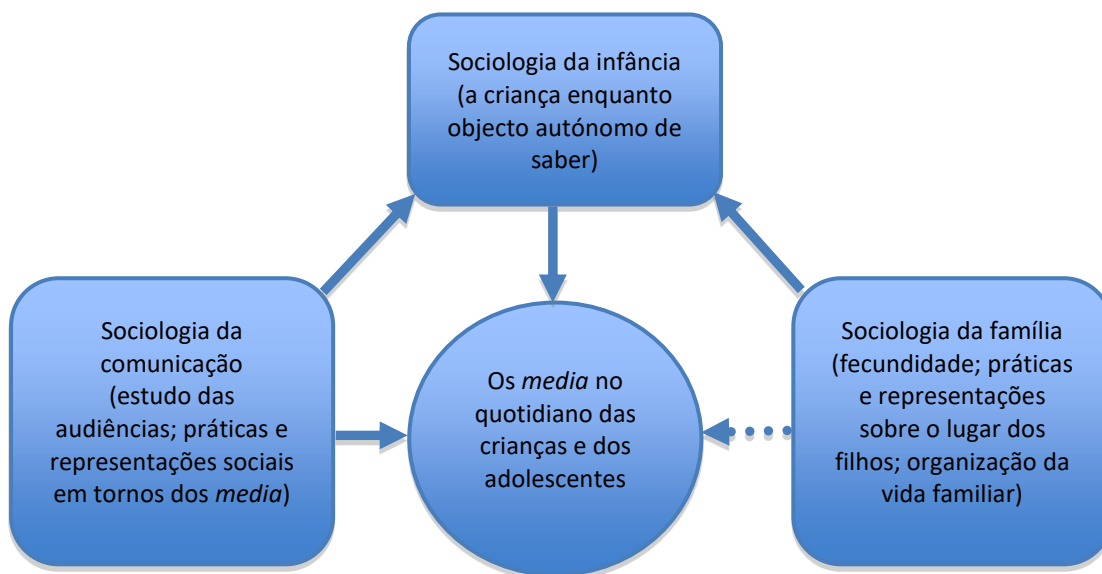 Sociologia da infância
(a criança enquanto
objecto autónomo de
saber)
Sociologia da
comunicação
(estudo das
audiências; práticas e
representações sociais
em tornos dos media)
Os media no
quotidiano das
crianças e dos
adolescentes
Sociologia da família
(fecundidade; práticas
e representações
sobre o lugar dos
filhos; organização da
vida familiar)